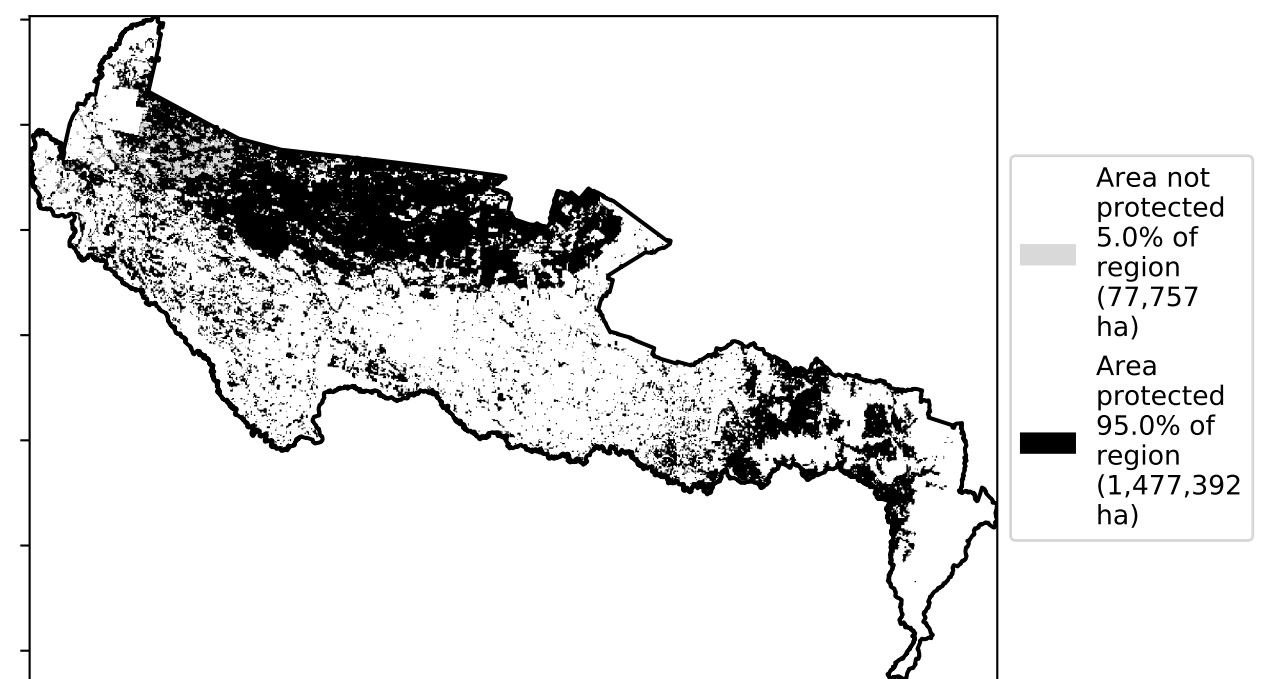 Area not
protected
5.0% of
region
(77,757
ha)
Area
protected
95.0% of
region
(1,477,392
ha)